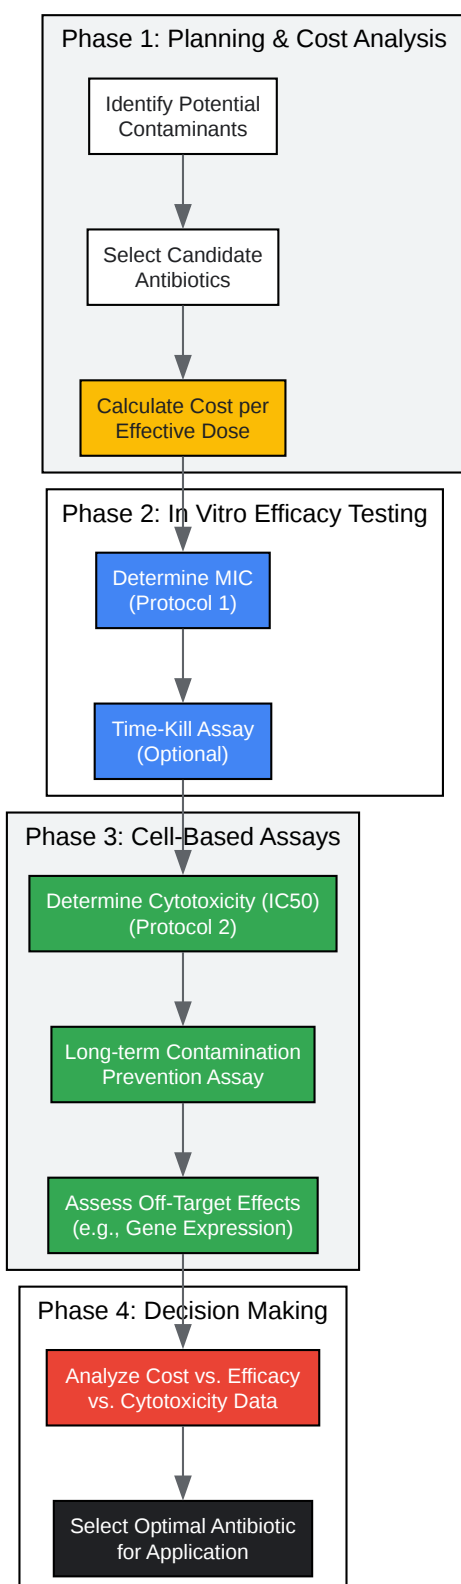 Phase 1: Planning & Cost Analysis
Identify Potential
Contaminants
Select Candidate
Antibiotics
Calculate Cost per
Effective Dose
Phase 2: In Vitro Efficacy Testing
Determine MIC
(Protocol 1)
Time-Kill Assay
(Optional)
Phase 3: Cell-Based Assays
Determine Cytotoxicity (IC50)
(Protocol 2)
Long-term Contamination
Prevention Assay
Assess Off-Target Effects
(e.g., Gene Expression)
Phase 4: Decision Making
Analyze Cost vs. Efficacy
vs. Cytotoxicity Data
Select Optimal Antibiotic
for Application